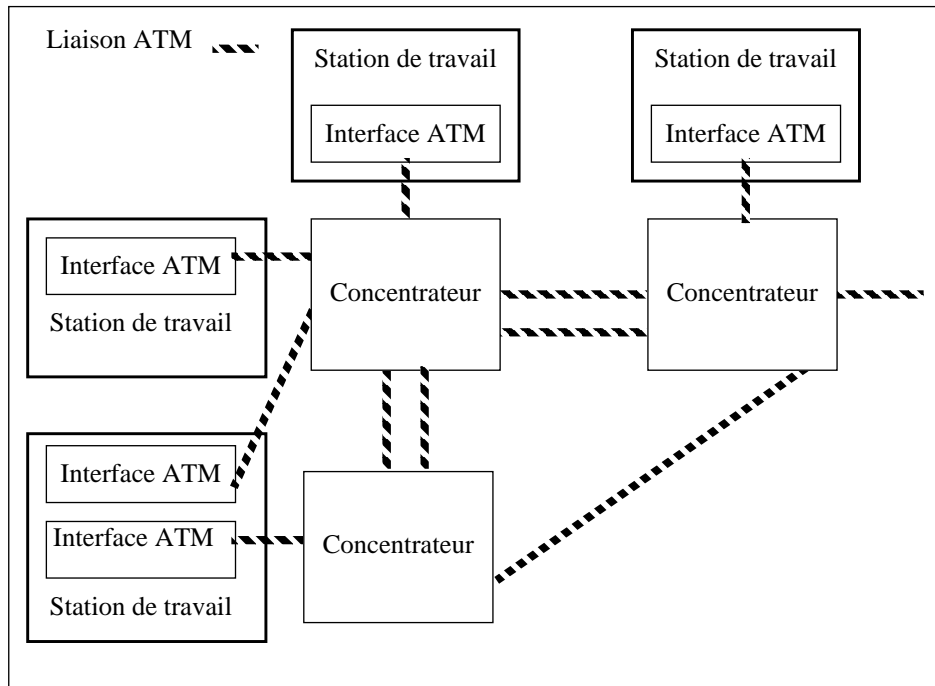 Liaison ATM
Station de travail
Interface ATM
Station de travail
Interface ATM
Interface ATM
Station de travail
Concentrateur
Concentrateur
Interface ATM
Interface ATM
Station de travail
Concentrateur